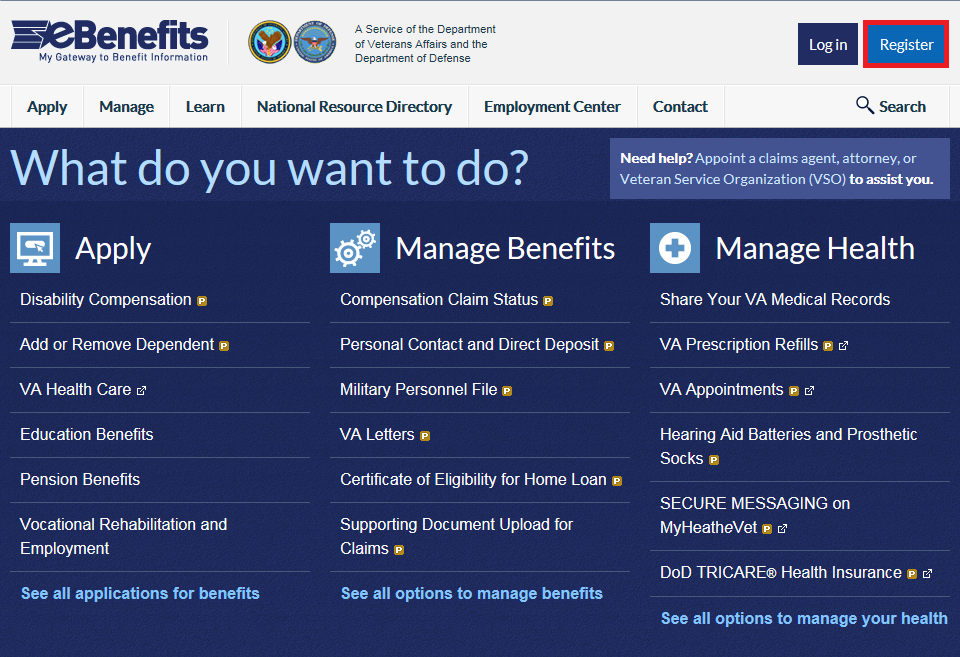 eBenefits
My Gateway to Benefit Information
A Service of the Department
of Veterans Affairs and the
Department of Defense
Log in
Register
Apply
Manage
Learn
National Resource Directory
Employment Center
Contact
Search
What do you want to do?
Need help? Appoint a claims agent, attorney, or
Veteran Service Organization (VSO) to assist you.
Apply
Disability Compensation P
Add or Remove Dependent P
VA Health Care
Education Benefits
Pension Benefits
Vocational Rehabilitation and
Employment
See all applications for benefits
Manage Benefits
Compensation Claim Status P
Personal Contact and Direct Deposit P
Military Personnel File P
VA Letters P
Certificate of Eligibility for Home Loan P
Supporting Document Upload for
Claims P
See all options to manage benefits
Manage Health
Share Your VA Medical Records
VA Prescription Refills P
VA Appointments P
Hearing Aid Batteries and Prosthetic
Socks P
SECURE MESSAGING on
MyHeatheVet P
DoD TRICARE® Health Insurance P
See all options to manage your health